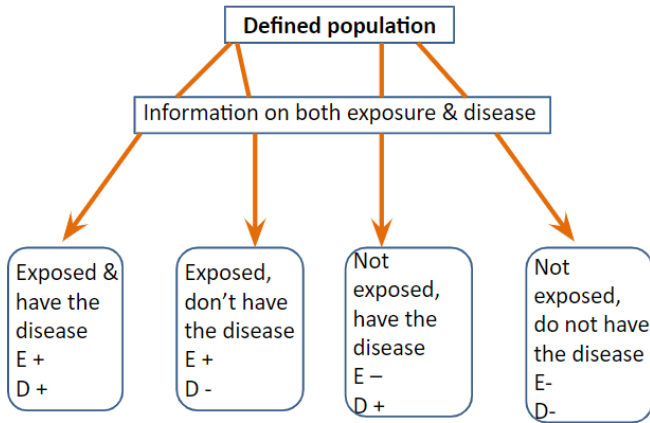 Defined population
Information on both exposure & disease
Exposed &
have the
disease
E +
D +
Exposed,
don’t have
the disease
E +
D -
Not
exposed,
have the
disease
E –
D +
Not
exposed,
do not have
the disease
E-
D-